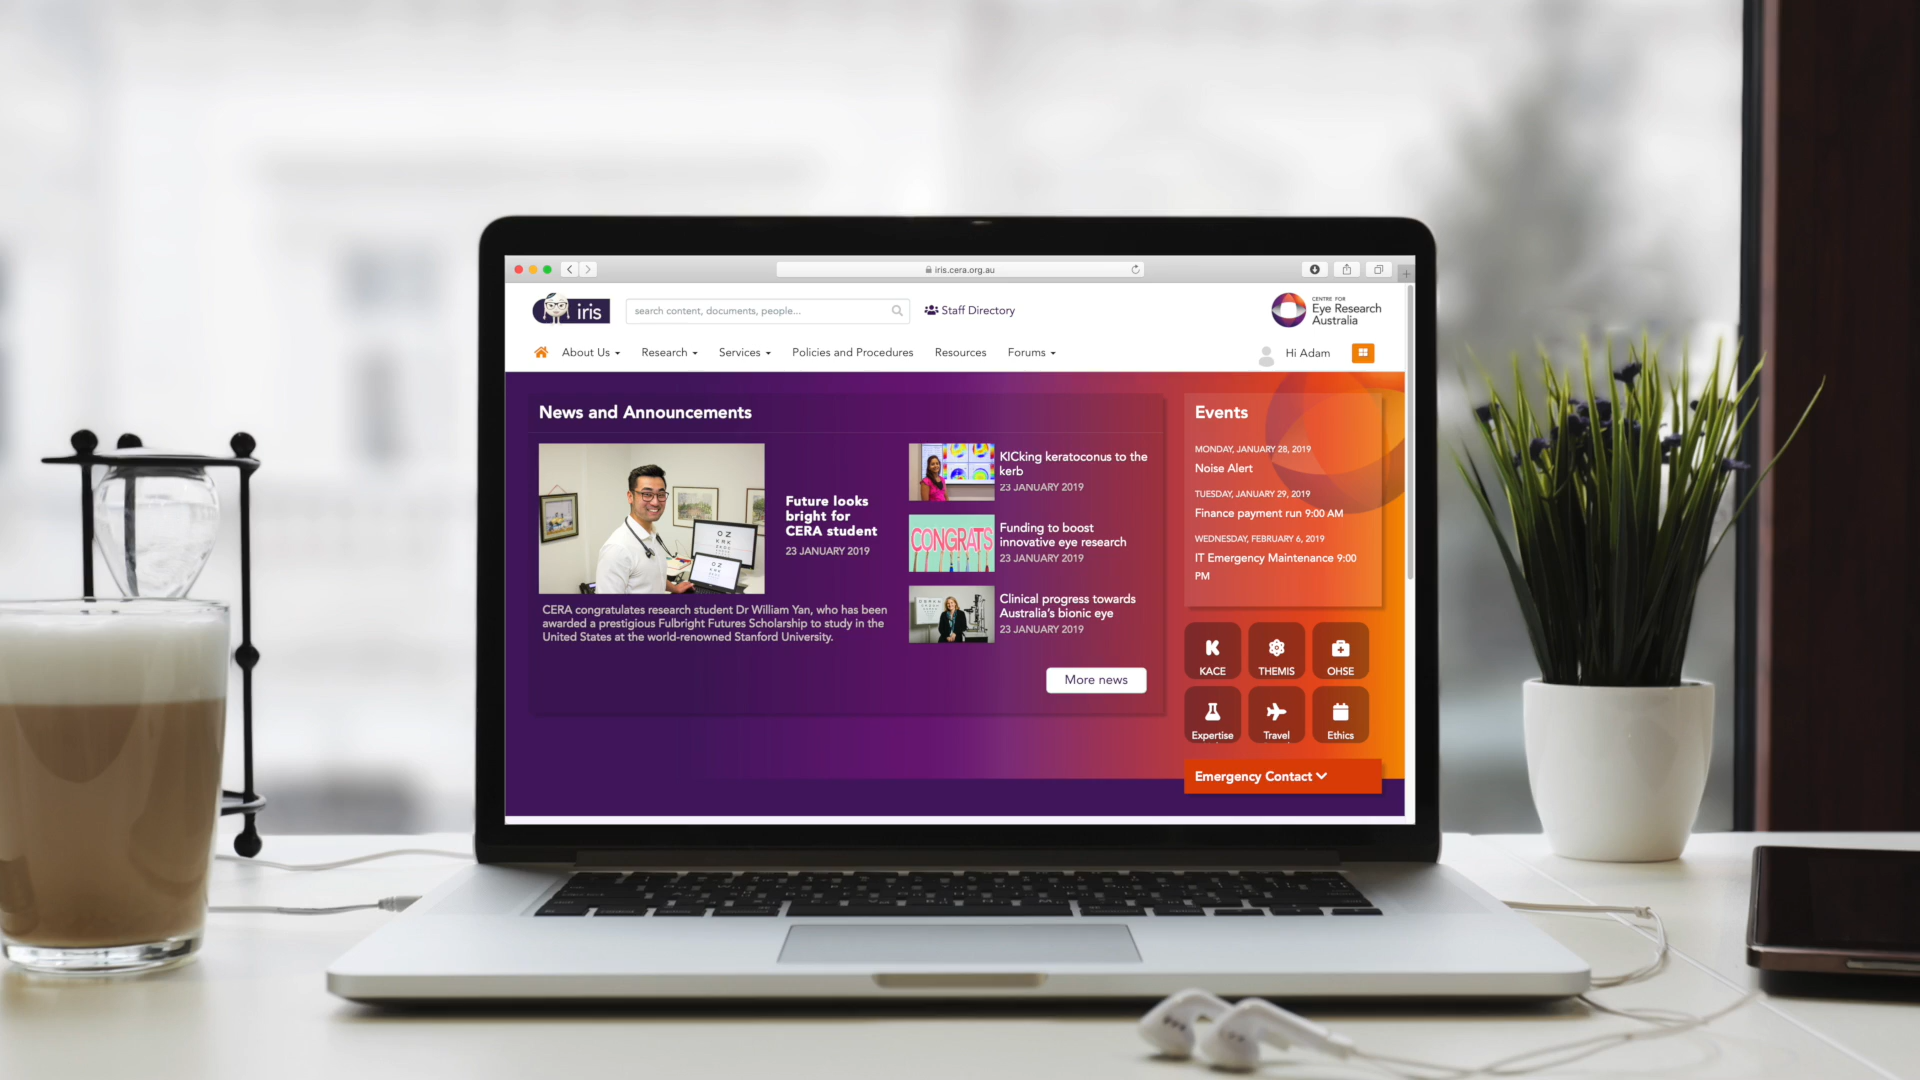 iris.cera.org.au
iris
search content, documents, people...
Staff Directory
CENTRE FOR
Eye Research
Australia
About Us
Research
Services
Policies and Procedures
Resources
Forums
Hi Adam
News and Announcements
Future looks
bright for
CERA student
23 JANUARY 2019
CERA congratulates research student Dr William Yan, who has been
awarded a prestigious Fulbright Futures Scholarship to study in the
United States at the world-renowned Stanford University.
KICking keratoconus to the
kerb
23 JANUARY 2019
CONGRATS
Funding to boost
innovative eye research
23 JANUARY 2019
Clinical progress towards
Australia's bionic eye
23 JANUARY 2019
More news
Events
MONDAY, JANUARY 28, 2019
Noise Alert
TUESDAY, JANUARY 29, 2019
Finance payment run 9:00 AM
WEDNESDAY, FEBRUARY 6, 2019
IT Emergency Maintenance 9:00
PM
KACE
THEMIS
OHSE
Expertise
Travel
Ethics
Emergency Contact